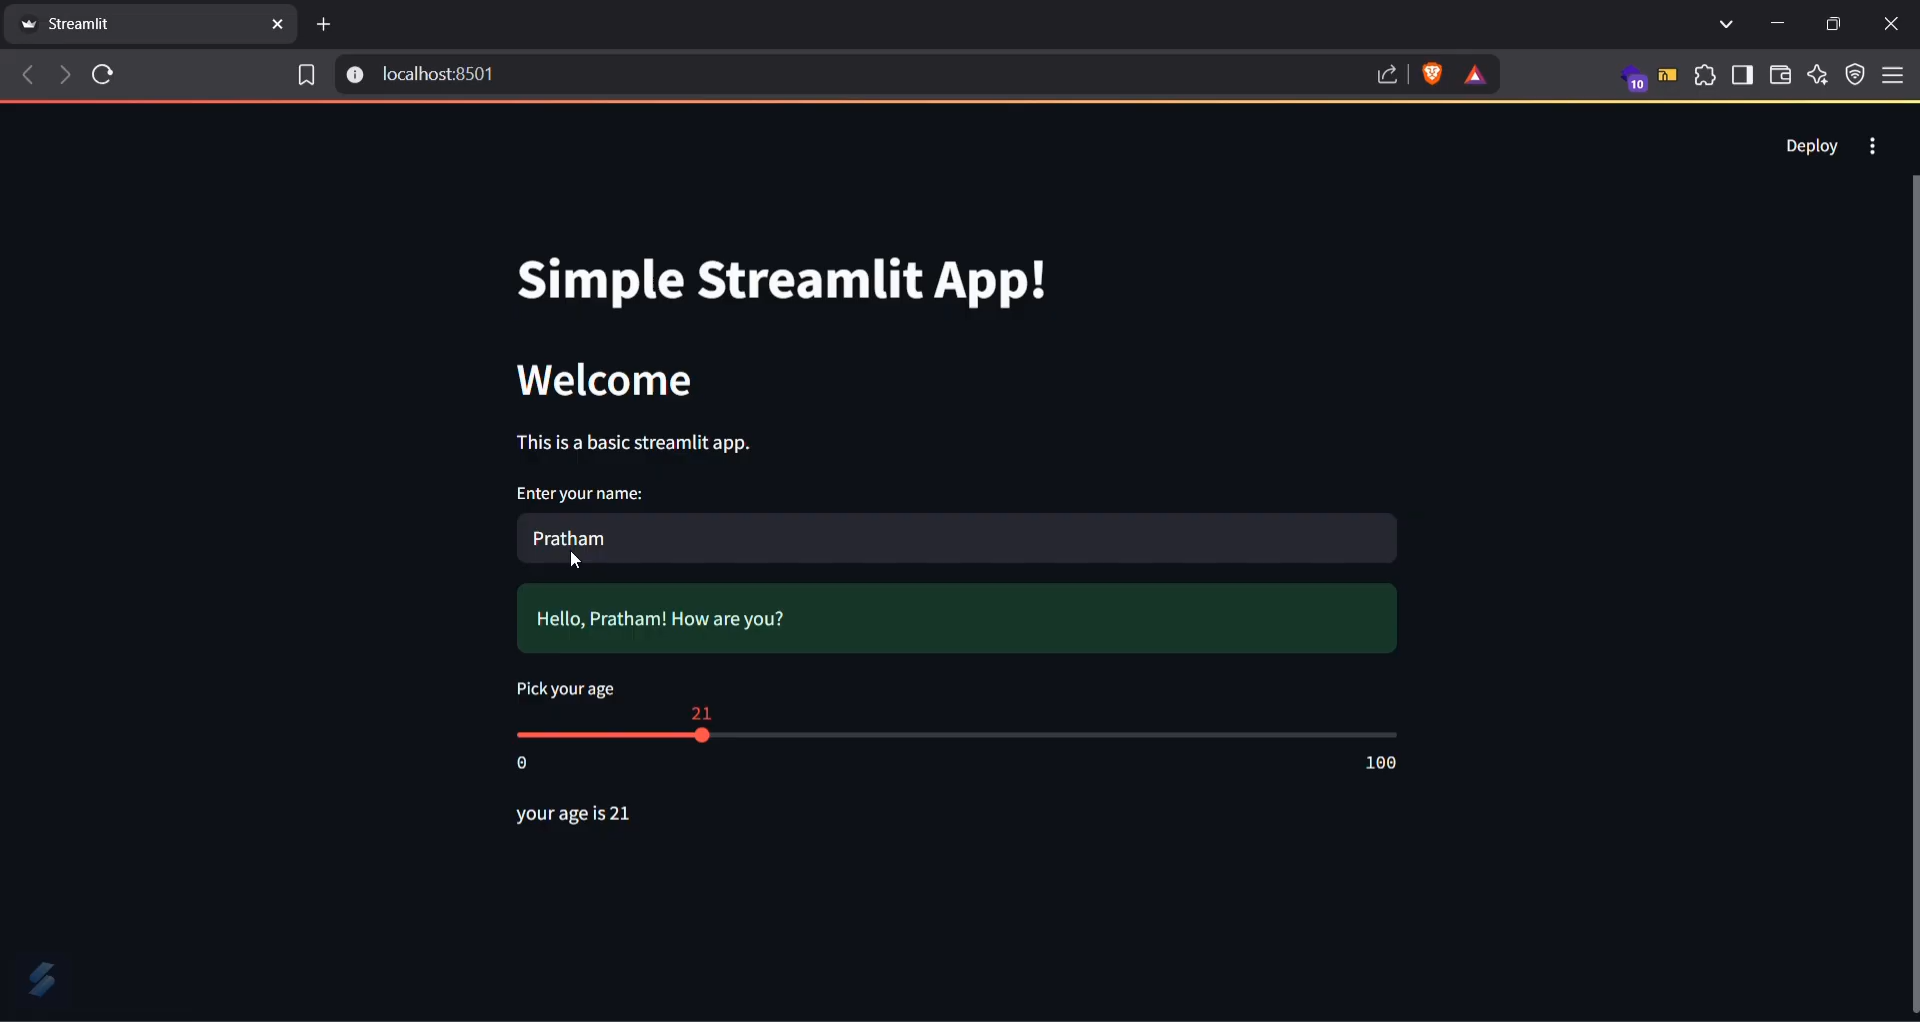 Streamlit
localhost:8501
10
Deploy
Simple Streamlit App!
Welcome
This is a basic streamlit app.
Enter your name:
Pratham
Hello, Pratham! How are you?
Pick your age
21
0 100
your age is 21